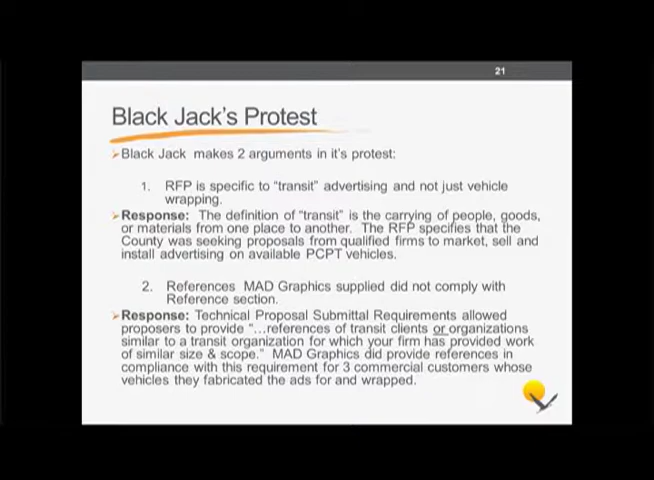 21
Black Jack's Protest
Black Jack makes 2 arguments in it's protest:
1. RFP is specific to "transit" advertising and not just vehicle
wrapping.
Response: The definition of "transit" is the carrying of people, goods,
or materials from one place to another. The RFP specifies that the
County was seeking proposals from qualified firms to market, sell and
install advertising on available PCPT vehicles.
2. References MAD Graphics supplied did not comply with
Reference section.
Response: Technical Proposal Submittal Requirements allowed
proposers to provide "...references of transit clients or organizations
similar to a transit organization for which your firm has provided work
of similar size & scope." MAD Graphics did provide references in
compliance with this requirement for 3 commercial customers whose
vehicles they fabricated the ads for and wrapped.